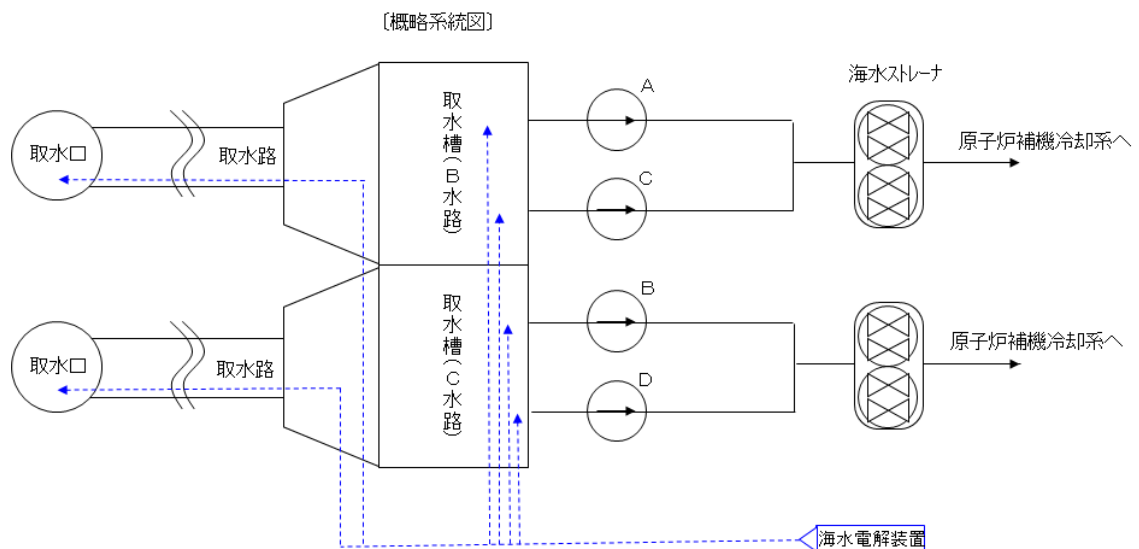 〔概略系統図〕
海水ストレーナ
A
取水槽(B水路)
取水口
取水路
原子炉補機冷却系へ
C
B
取水槽(C水路)
取水口
取水路
原子炉補機冷却系へ
D
海水電解装置